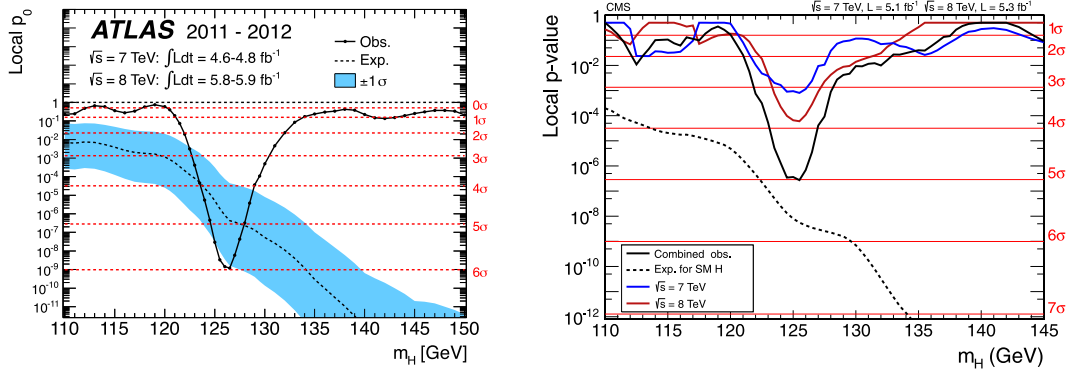 ATLAS 2011 - 2012
√s = 7 TeV: ∫Ldt = 4.6-4.8 fb⁻¹
√s = 8 TeV: ∫Ldt = 5.8-5.9 fb⁻¹
Obs.
Exp.
±1σ
Local p₀
1
10⁻¹
10⁻²
10⁻³
10⁻⁴
10⁻⁵
10⁻⁶
10⁻⁷
10⁻⁸
10⁻⁹
10⁻¹⁰
10⁻¹¹
0σ
1σ
2σ
3σ
4σ
5σ
6σ
110 115 120 125 130 135 140 145 150
m_H [GeV]
CMS √s = 7 TeV, L = 5.1 fb⁻¹ √s = 8 TeV, L = 5.3 fb⁻¹
Local p-value
1
10⁻²
10⁻⁴
10⁻⁶
10⁻⁸
10⁻¹⁰
10⁻¹²
1σ
2σ
3σ
4σ
5σ
6σ
7σ
Combined obs.
Exp. for SM H
√s = 7 TeV
√s = 8 TeV
110 115 120 125 130 135 140 145
m_H (GeV)